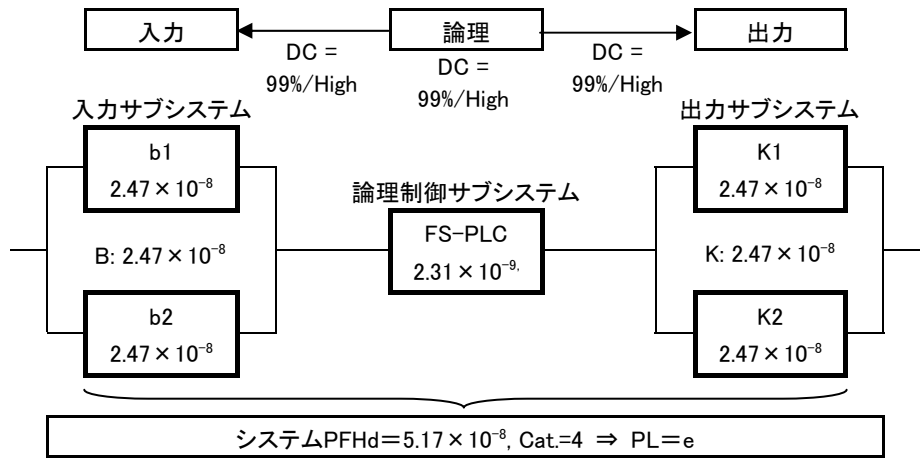 入力
論理
出力
DC =
99%/High
DC =
99%/High
DC =
99%/High
入力サブシステム
b1
2.47×10⁻⁸
B: 2.47×10⁻⁸
b2
2.47×10⁻⁸
論理制御サブシステム
FS-PLC
2.31×10⁻⁹˒
出力サブシステム
K1
2.47×10⁻⁸
K: 2.47×10⁻⁸
K2
2.47×10⁻⁸
システムPFHd=5.17×10⁻⁸, Cat.=4 ⇒ PL=e